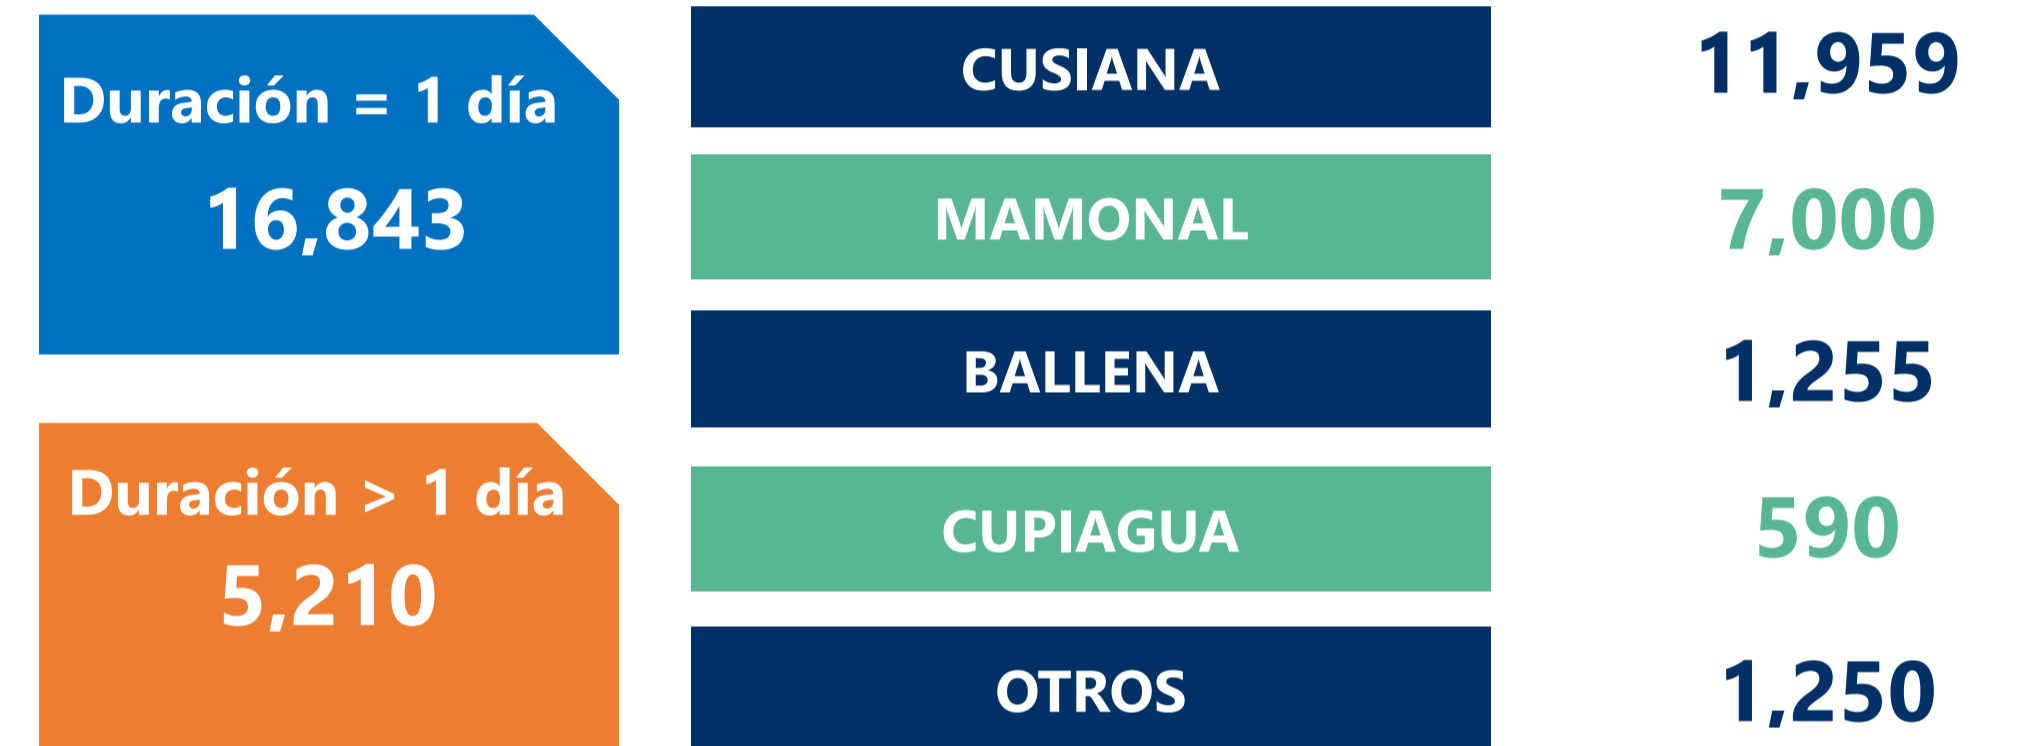 Duración = 1 día
16,843
Duración > 1 día
5,210
CUSIANA 11,959
MAMONAL 7,000
BALLENA 1,255
CUPIAGUA 590
OTROS 1,250